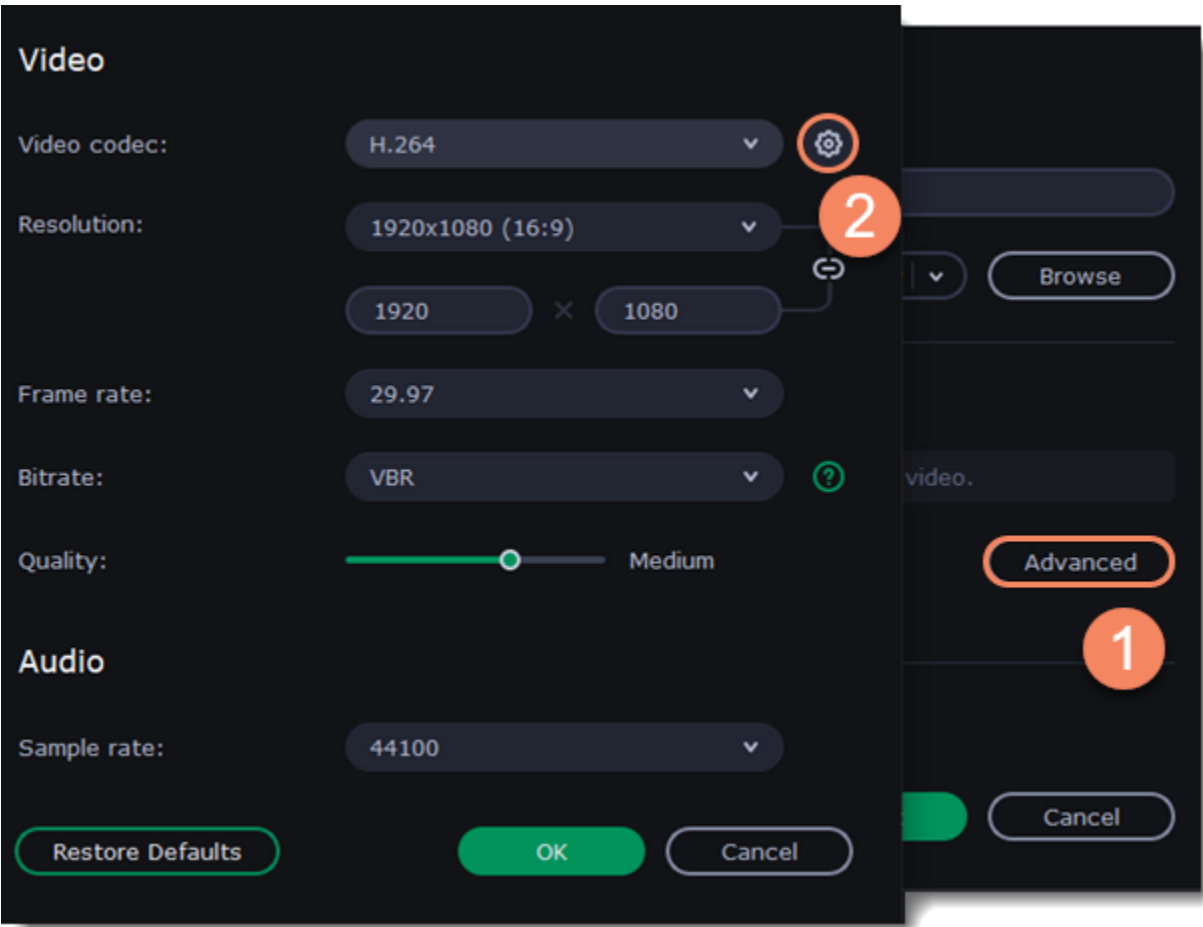 Video
Video codec:
H.264
2
Resolution:
1920x1080 (16:9)
1920 × 1080
Frame rate:
29.97
Bitrate:
VBR
?
Quality:
Medium
Audio
Sample rate:
44100
Restore Defaults
OK
Cancel
Browse
video.
Advanced
1
Cancel